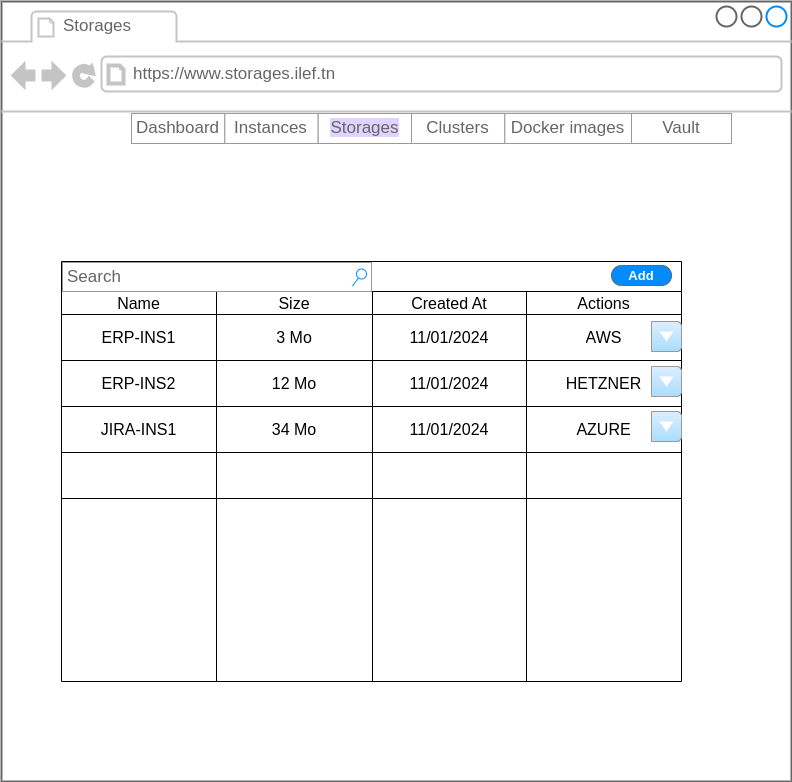 Storages
https://www.storages.ilef.tn
Dashboard Instances Storages Clusters Docker images Vault
Search Add
Name Size Created At Actions
ERP-INS1 3 Mo 11/01/2024 AWS
ERP-INS2 12 Mo 11/01/2024 HETZNER
JIRA-INS1 34 Mo 11/01/2024 AZURE